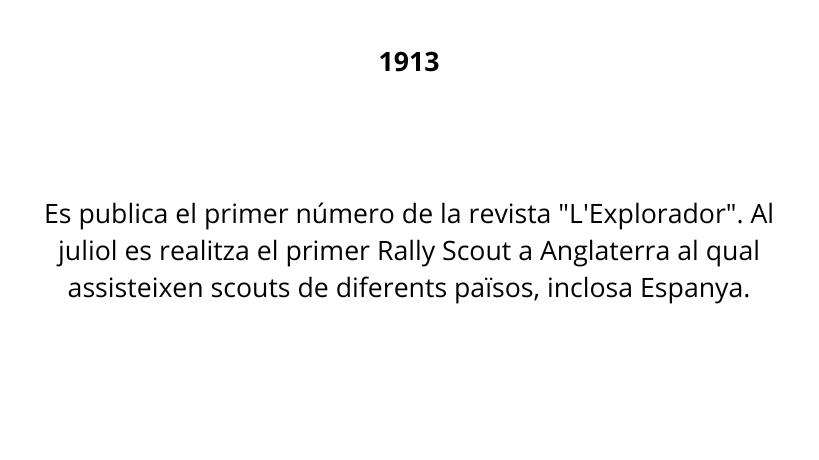 1913
Es publica el primer número de la revista "L'Explorador". Al
juliol es realitza el primer Rally Scout a Anglaterra al qual
assisteixen scouts de diferents països, inclosa Espanya.